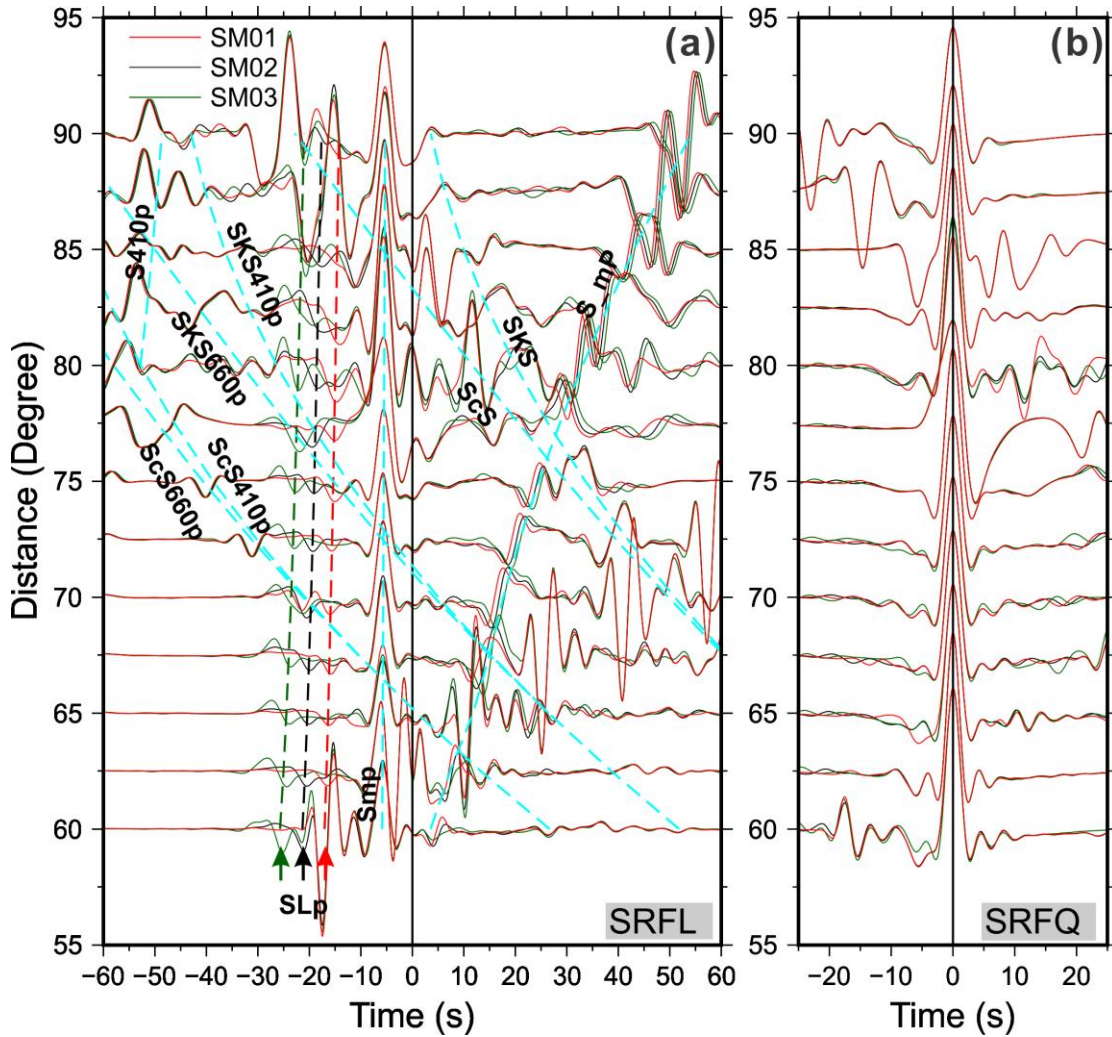 (a)
(b)
SM01
SM02
SM03
95
90
85
80
75
70
65
60
55
Distance (Degree)
S410p
SKS410p
SKS660p
ScS410p
ScS660p
SKS
ScS
S_mp
Smp
SLp
SRFL
−60 −50 −40 −30 −20 −10 0 10 20 30 40 50 60
Time (s)
95
90
85
80
75
70
65
60
55
SRFQ
−20 −10 0 10 20
Time (s)